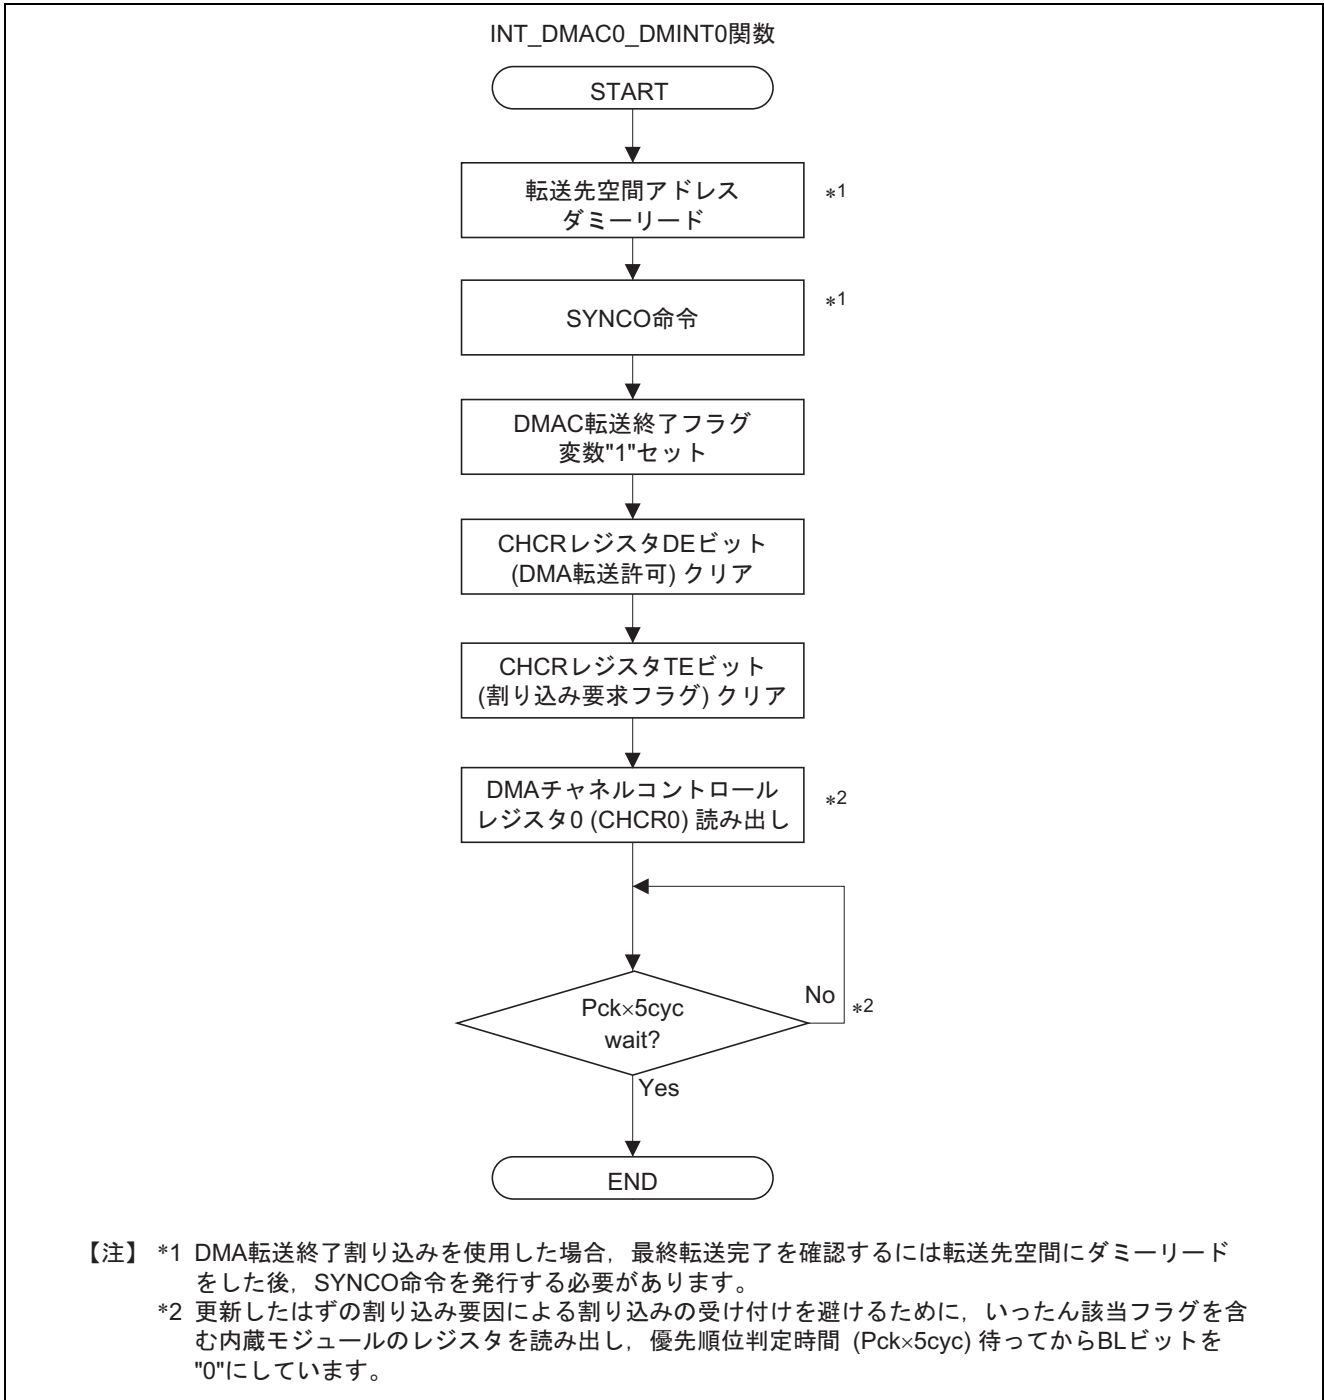 INT_DMAC0_DMINT0関数
START
転送先空間アドレス
ダミーリード
*1
SYNCO命令
*1
DMAC転送終了フラグ
変数"1"セット
CHCRレジスタDEビット
(DMA転送許可) クリア
CHCRレジスタTEビット
(割り込み要求フラグ) クリア
DMAチャネルコントロール
レジスタ0 (CHCR0) 読み出し
*2
Pck×5cyc
wait?
No
*2
Yes
END
【注】 *1 DMA転送終了割り込みを使用した場合，最終転送完了を確認するには転送先空間にダミーリード
をした後，SYNCO命令を発行する必要があります。
*2 更新したはずの割り込み要因による割り込みの受け付けを避けるために，いったん該当フラグを含
む内蔵モジュールのレジスタを読み出し，優先順位判定時間 (Pck×5cyc) 待ってからBLビットを
"0"にしています。